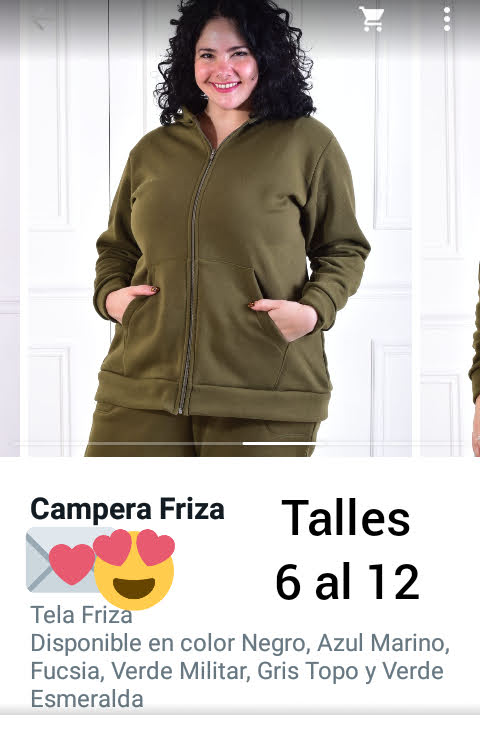 Campera Friza
Talles
6 al 12
Tela Friza
Disponible en color Negro, Azul Marino,
Fucsia, Verde Militar, Gris Topo y Verde
Esmeralda